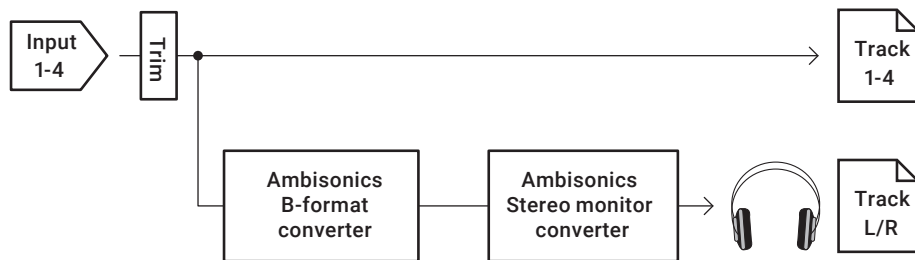 Input
1-4
Trim
Track
1-4
Ambisonics
B-format
converter
Ambisonics
Stereo monitor
converter
Track
L/R